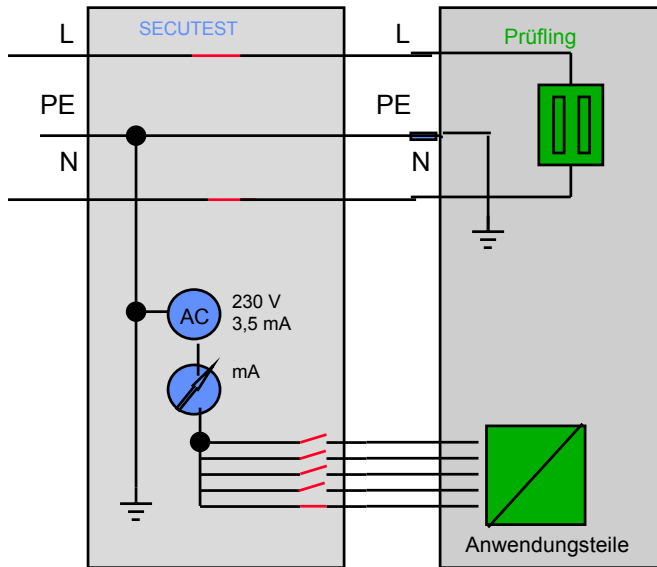 L
SECUTEST
L
Prüfling
PE
PE
N
N
AC
230 V
3,5 mA
mA
Anwendungsteile